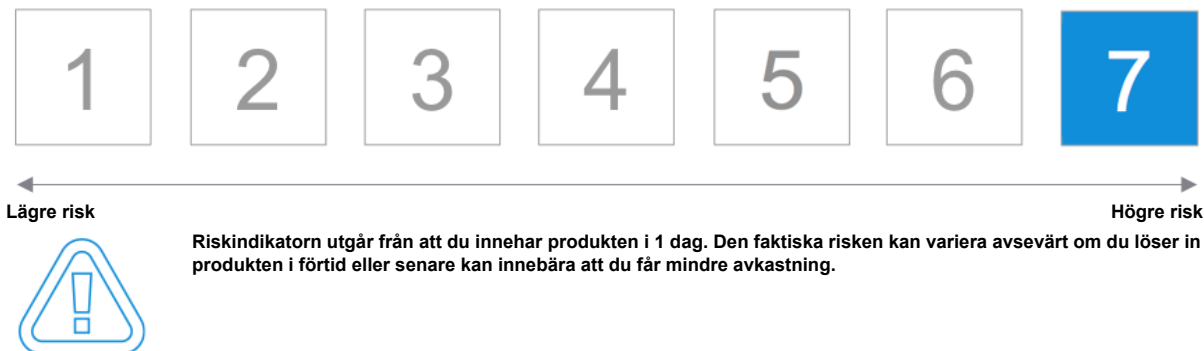 1 2 3 4 5 6 7
Lägre risk Högre risk
Riskindikatorn utgår från att du innehar produkten i 1 dag. Den faktiska risken kan variera avsevärt om du löser in
produkten i förtid eller senare kan innebära att du får mindre avkastning.